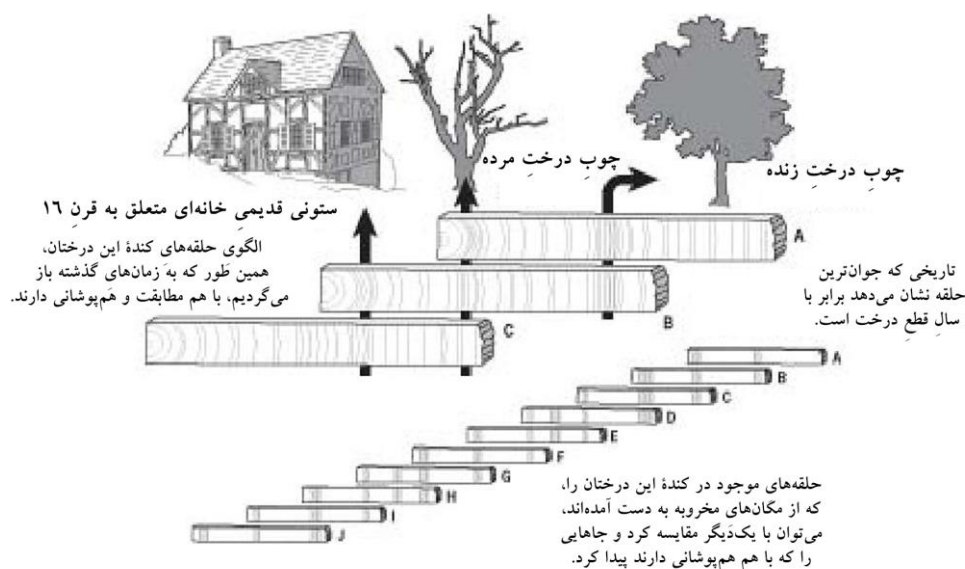 چوبِ درختِ مرده
چوبِ درختِ زنده
ستونی قدیمیِ خانه‌ای متعلق به قرنِ ۱۶
الگوی حلقه‌های کندهٔ این درختان،
همین طَور که به زمان‌های گذشته باز
می‌گردیم، با هم مطابقت و هَم‌پوشانی دارند.
A
B
C
تاریخی که جوان‌ترین
حلقه نشان می‌دهد برابر با
سالِ قطعِ درخت است.
A
B
C
D
E
F
G
H
I
J
حلقه‌های موجود در کندهٔ این درختان را،
که از مکان‌های مخروبه به دست آمده‌اند،
می‌توان با یک‌دَیگر مقایسه کرد و جاهایی
را که با هم هم‌پوشانی دارند پیدا کرد.